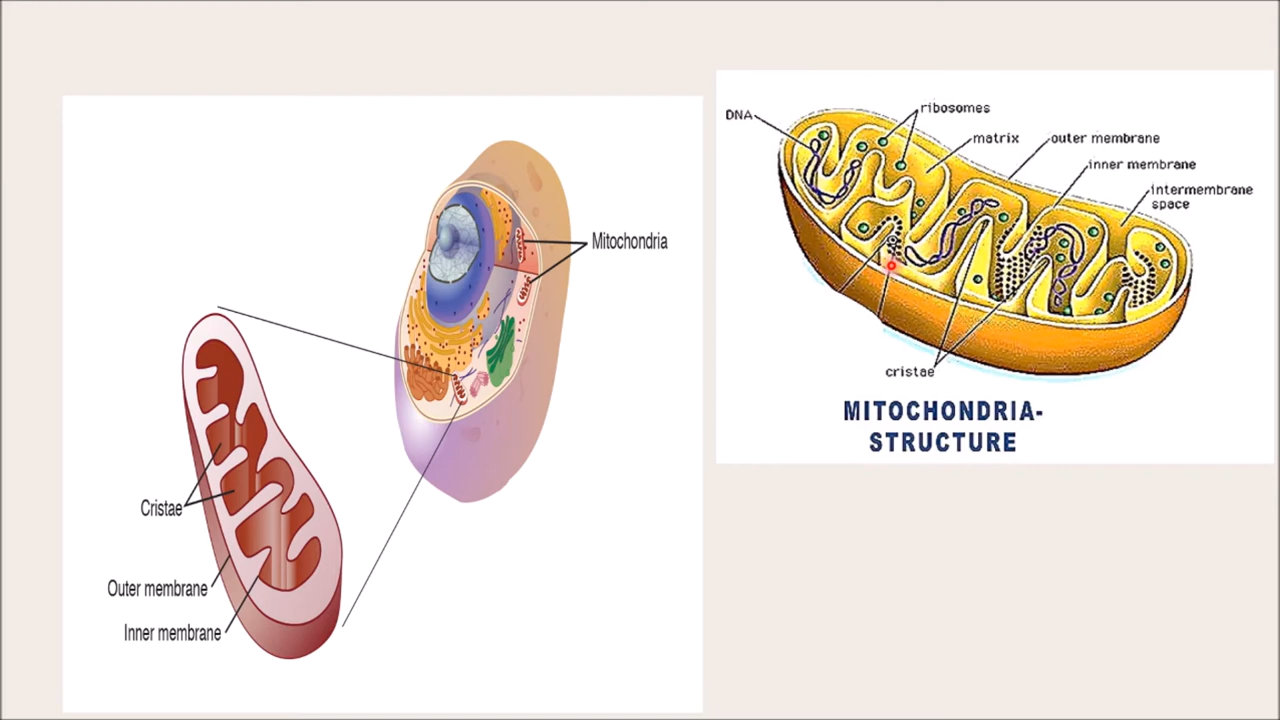 Mitochondria
Cristae
Outer membrane
Inner membrane
DNA
ribosomes
matrix
outer membrane
inner membrane
intermembrane
space
cristae
MITOCHONDRIA-
STRUCTURE